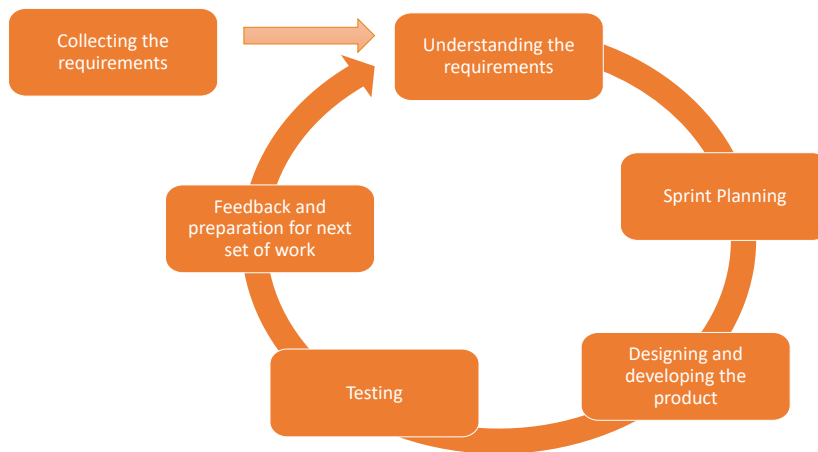 Collecting the
requirements
Understanding the
requirements
Sprint Planning
Designing and
developing the
product
Testing
Feedback and
preparation for next
set of work